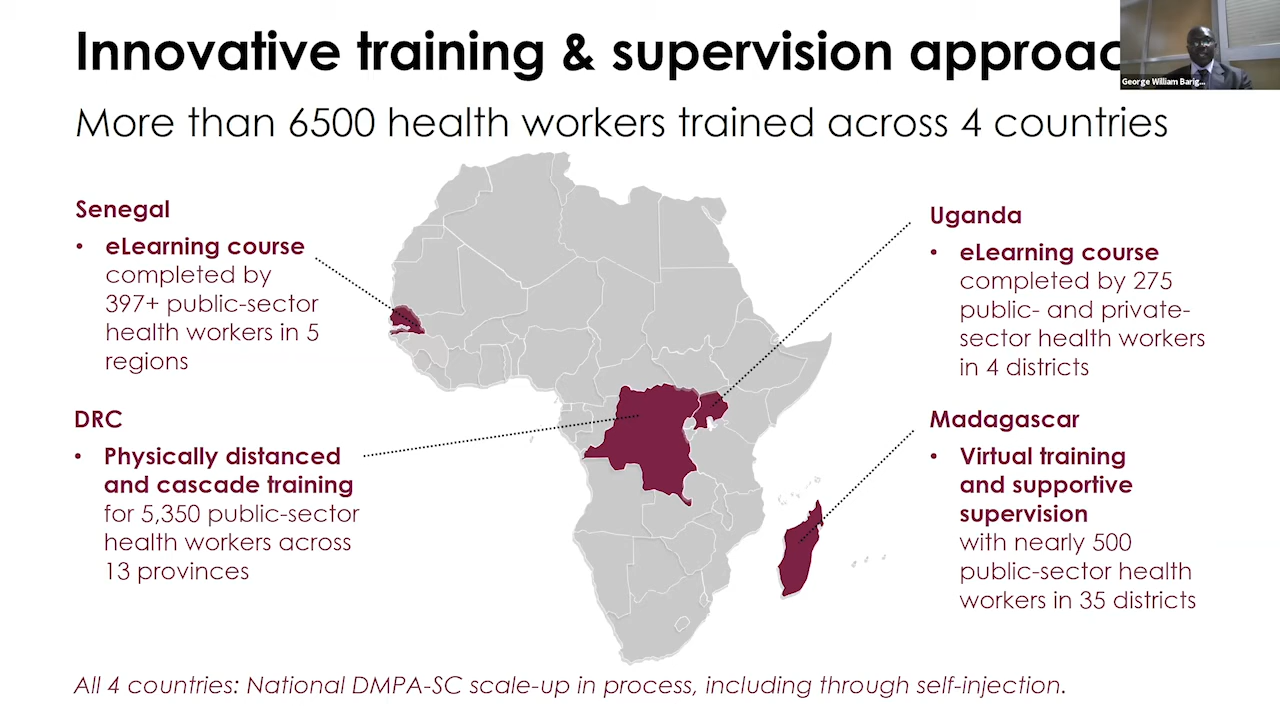 Innovative training & supervision approac
George William Barig...
More than 6500 health workers trained across 4 countries
Senegal
• eLearning course
completed by
397+ public-sector
health workers in 5
regions
DRC
• Physically distanced
and cascade training
for 5,350 public-sector
health workers across
13 provinces
Uganda
• eLearning course
completed by 275
public- and private-
sector health workers
in 4 districts
Madagascar
• Virtual training
and supportive
supervision
with nearly 500
public-sector health
workers in 35 districts
All 4 countries: National DMPA-SC scale-up in process, including through self-injection.